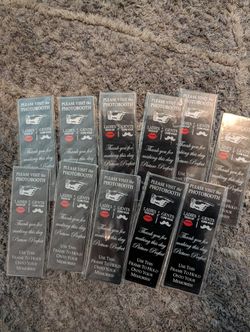 PLEASE VISIT the
PHOTOBOOTH
LADIES & GENTS
Thank you for
making this day
Picture Perfect
USE THIS
FRAME TO HOLD
ONTO YOUR
MEMORIES!